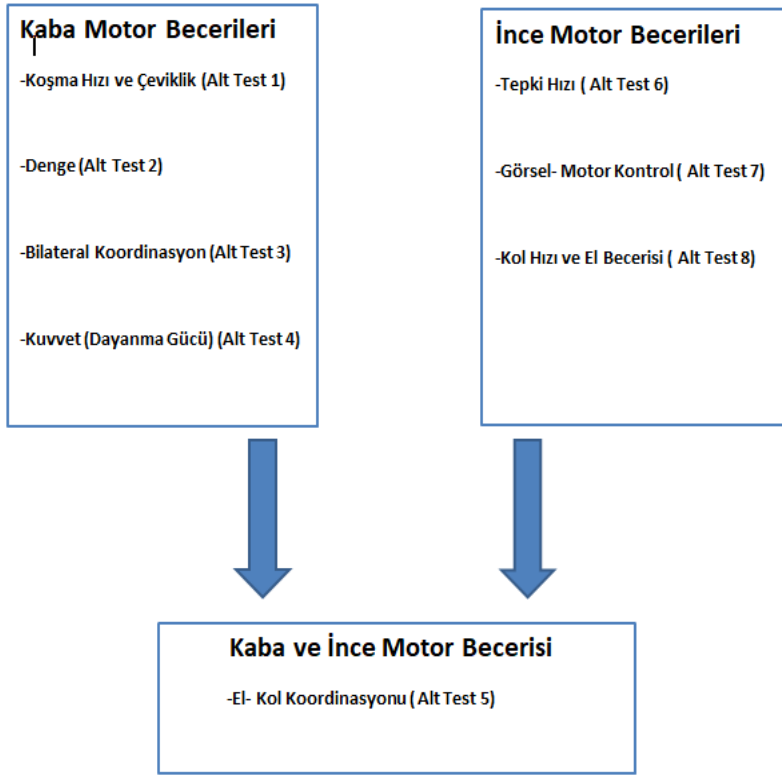 Kaba Motor Becerileri
-Koşma Hızı ve Çeviklik (Alt Test 1)
-Denge (Alt Test 2)
-Bilateral Koordinasyon (Alt Test 3)
-Kuvvet (Dayanma Gücü) (Alt Test 4)
İnce Motor Becerileri
-Tepki Hızı ( Alt Test 6)
-Görsel- Motor Kontrol ( Alt Test 7)
-Kol Hızı ve El Becerisi ( Alt Test 8)
Kaba ve İnce Motor Becerisi
-El- Kol Koordinasyonu ( Alt Test 5)